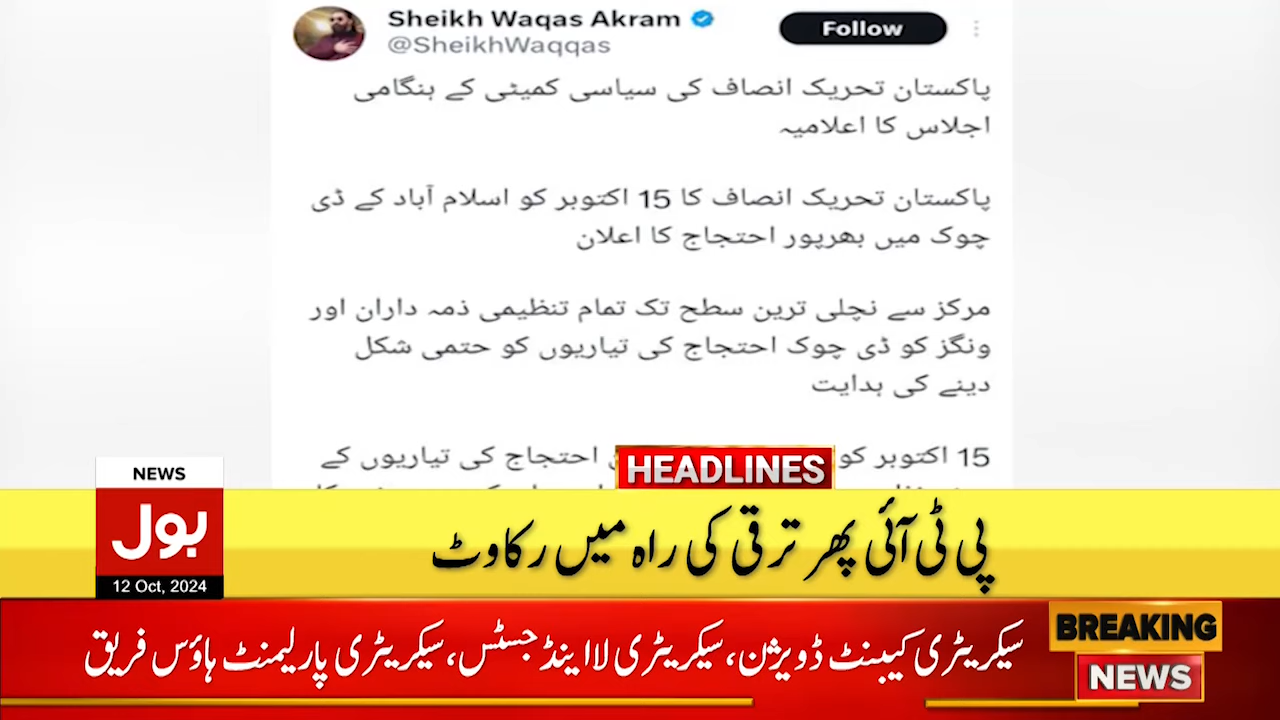 Sheikh Waqas Akram
@SheikhWaqqas
Follow
پاکستان تحریک انصاف کی سیاسی کمیٹی کے ہنگامی
اجلاس کا اعلامیہ
پاکستان تحریک انصاف کا 15 اکتوبر کو اسلام آباد کے ڈی
چوک میں بھرپور احتجاج کا اعلان
مرکز سے نچلی ترین سطح تک تمام تنظیمی ذمہ داران اور
ونگز کو ڈی چوک احتجاج کی تیاریوں کو حتمی شکل
دینے کی ہدایت
15 اکتوبر کو احتجاج کی تیاریوں کے
HEADLINES
NEWS
بول
12 Oct, 2024
پی ٹی آئی پھر ترقی کی راہ میں رکاوٹ
BREAKING
NEWS
سیکریٹری کیبنٹ ڈویژن، سیکریٹری لا اینڈ جسٹس، سیکریٹری پارلیمنٹ ہاؤس فریق